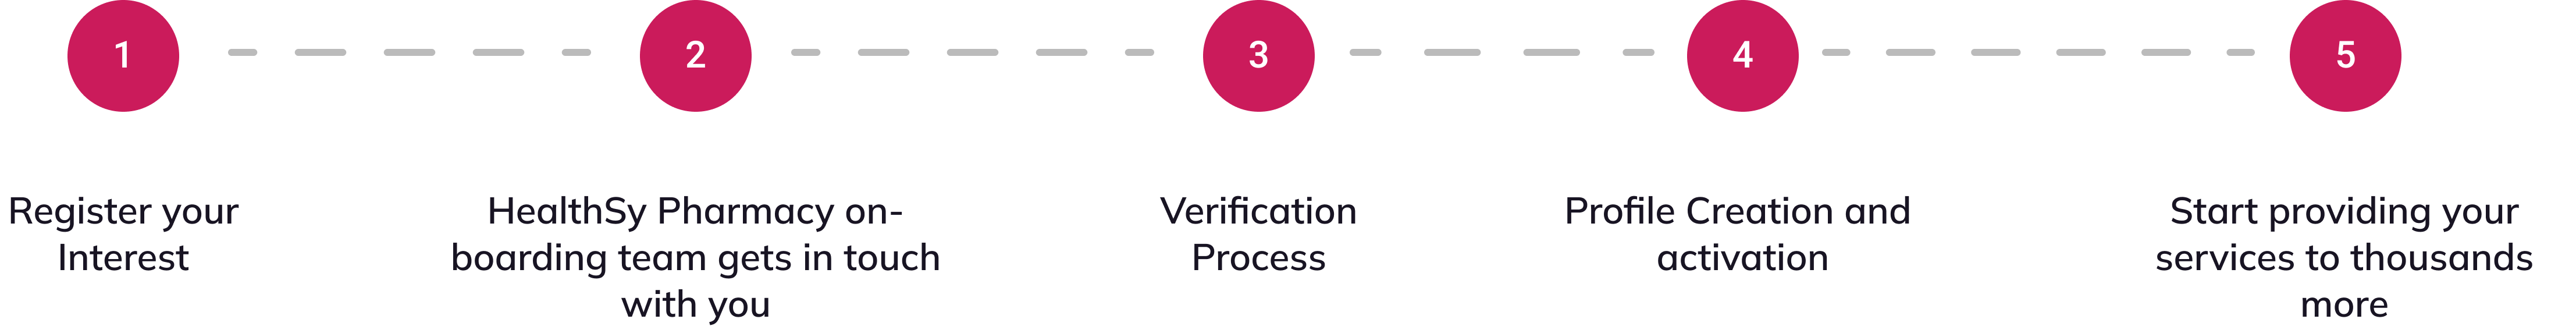 1
2
3
4
5
Register your
Interest
HealthSy Pharmacy on-
boarding team gets in touch
with you
Verification
Process
Profile Creation and
activation
Start providing your
services to thousands
more